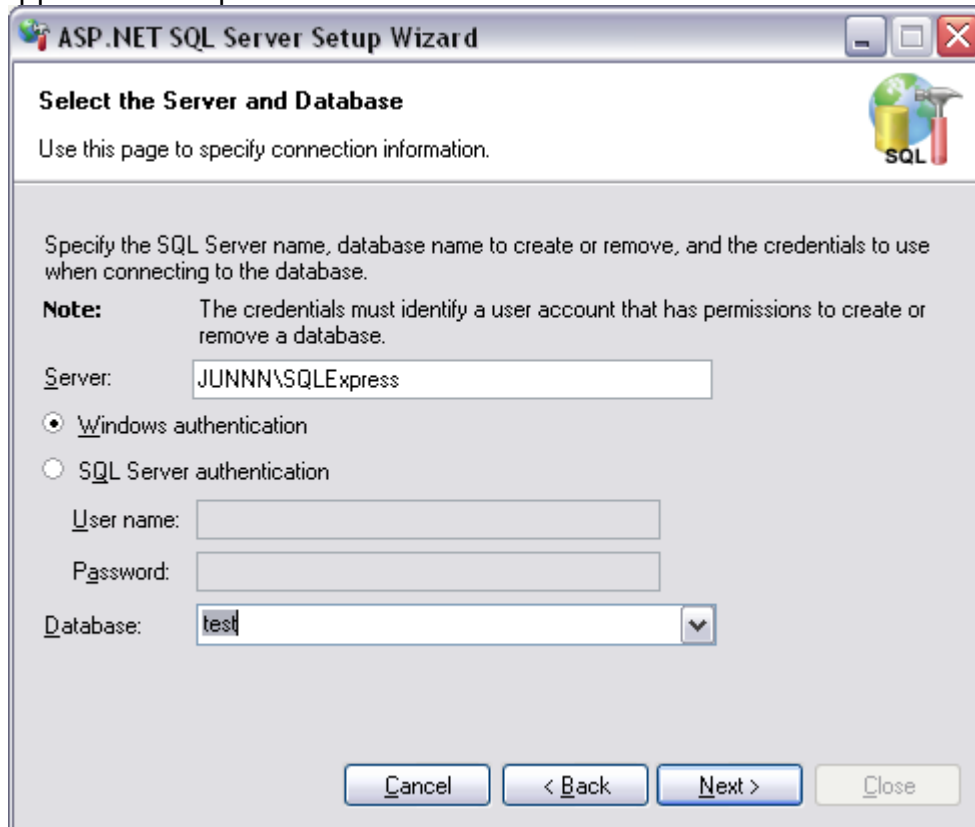 ASP.NET SQL Server Setup Wizard
Select the Server and Database
Use this page to specify connection information.
SQL
Specify the SQL Server name, database name to create or remove, and the credentials to use
when connecting to the database.
Note: The credentials must identify a user account that has permissions to create or
remove a database.
Server: JUNNN\SQLExpress
Windows authentication
SQL Server authentication
User name:
Password:
Database: test
Cancel < Back Next > Close